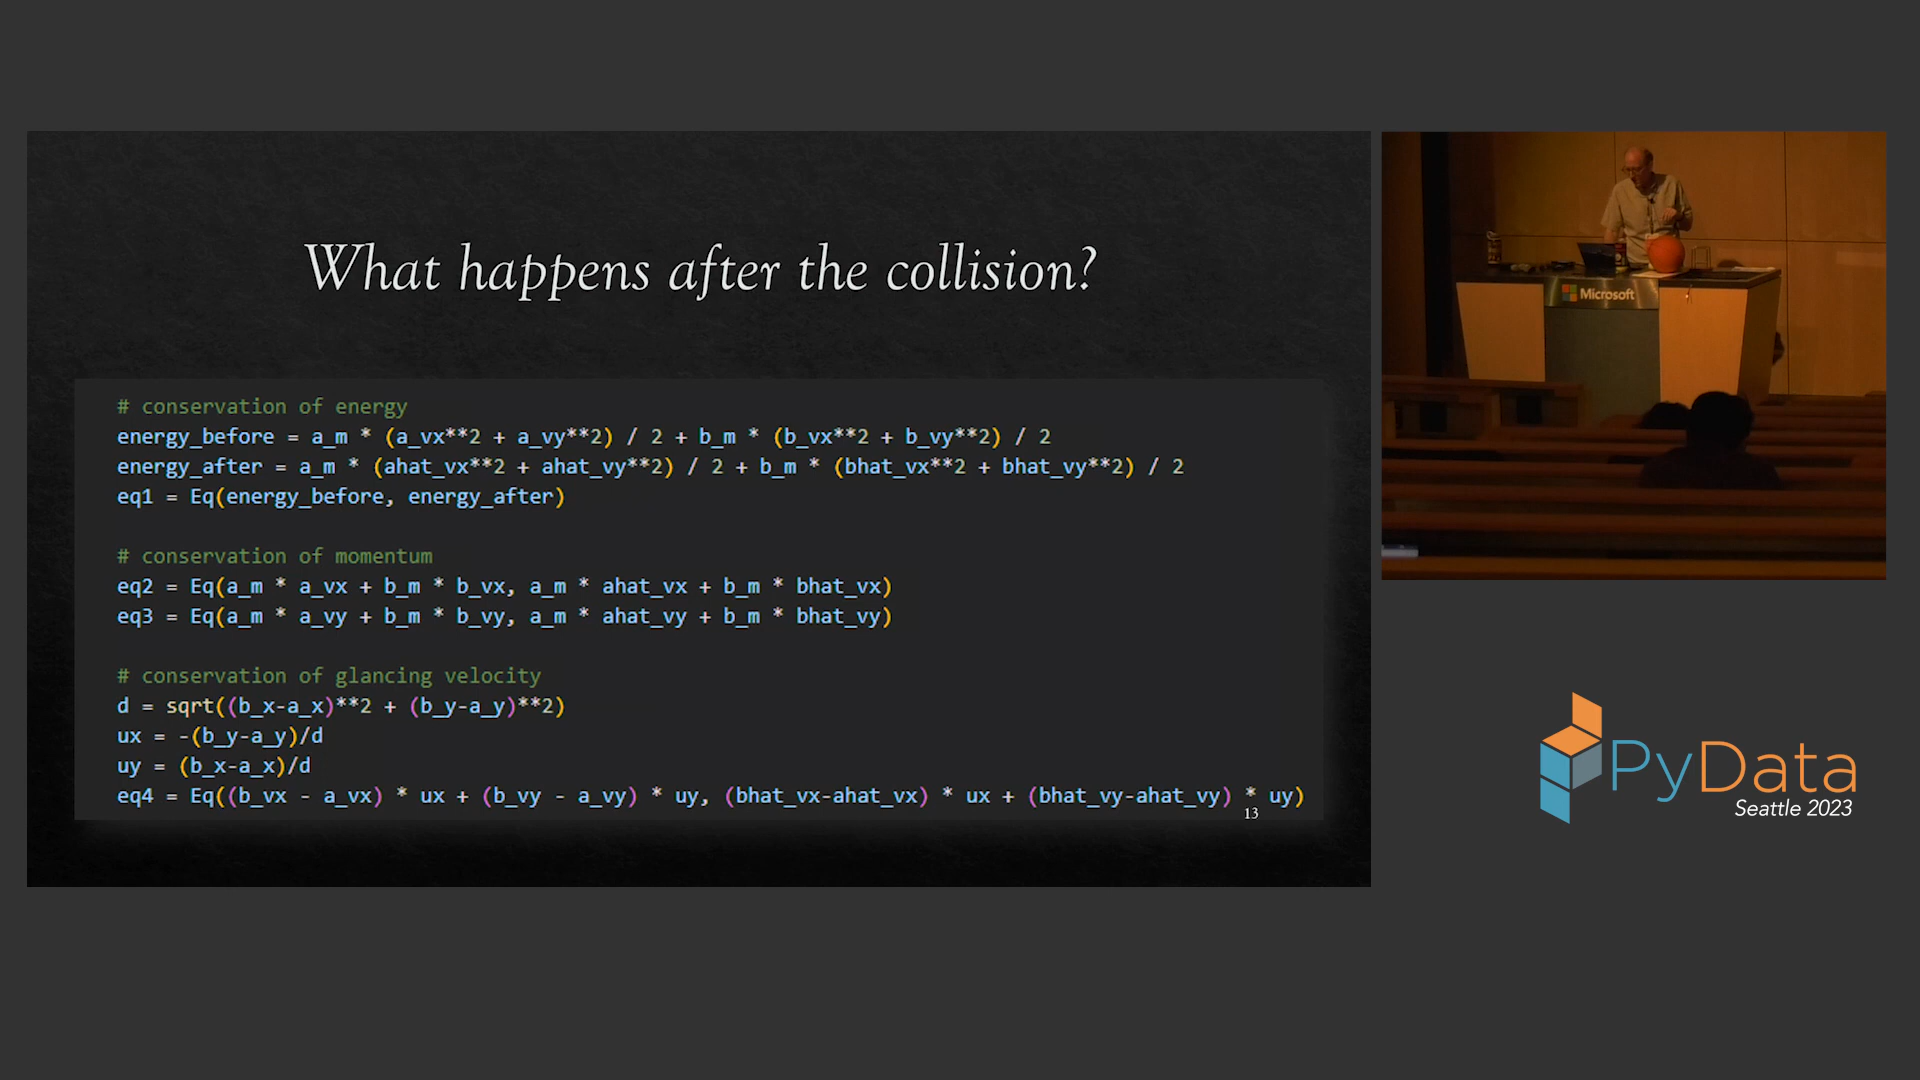 What happens after the collision?
# conservation of energy
energy_before = a_m * (a_vx**2 + a_vy**2) / 2 + b_m * (b_vx**2 + b_vy**2) / 2
energy_after = a_m * (ahat_vx**2 + ahat_vy**2) / 2 + b_m * (bhat_vx**2 + bhat_vy**2) / 2
eq1 = Eq(energy_before, energy_after)
# conservation of momentum
eq2 = Eq(a_m * a_vx + b_m * b_vx, a_m * ahat_vx + b_m * bhat_vx)
eq3 = Eq(a_m * a_vy + b_m * b_vy, a_m * ahat_vy + b_m * bhat_vy)
# conservation of glancing velocity
d = sqrt((b_x-a_x)**2 + (b_y-a_y)**2)
ux = -(b_y-a_y)/d
uy = (b_x-a_x)/d
eq4 = Eq((b_vx - a_vx) * ux + (b_vy - a_vy) * uy, (bhat_vx-ahat_vx) * ux + (bhat_vy-ahat_vy) * uy)
13
Microsoft
PyData
Seattle 2023